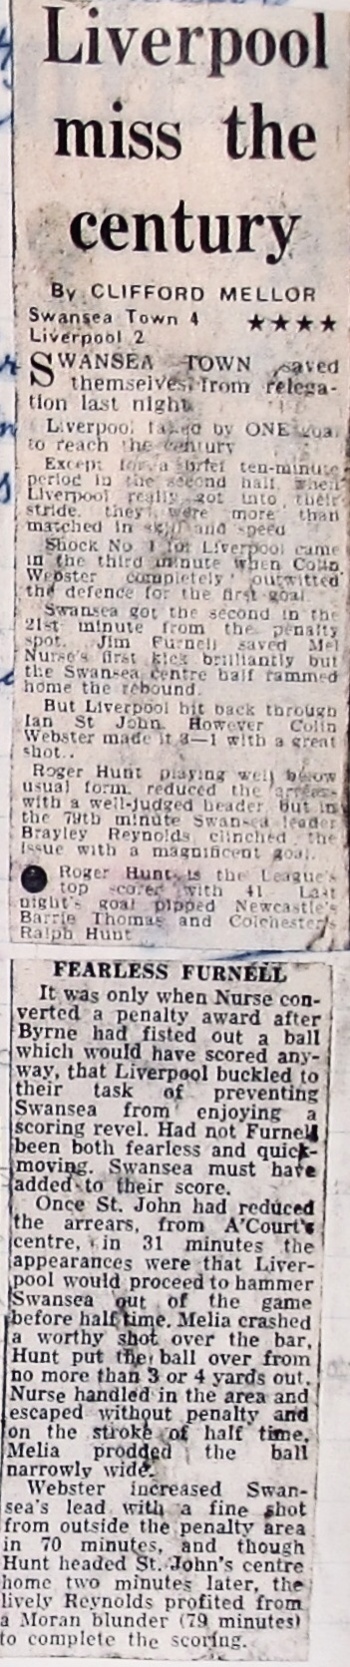 Liverpool
miss the
century
By CLIFFORD MELLOR
Swansea Town 4 ★★★★
Liverpool 2
SWANSEA TOWN saved
themselves from relega-
tion last night.
Liverpool failed by ONE goal
to reach the century
Except for a brief ten-minute
period in the second half, when
Liverpool really got into their
stride, they were more than
matched in skill and speed
Shock No 1 for Liverpool came
in the third minute when Colin
Webster completely outwitted
the defence for the first goal.
Swansea got the second in the
21st minute from the penalty
spot. Jim Furnell saved Mel
Nurse's first kick brilliantly but
the Swansea centre half rammed
home the rebound.
But Liverpool hit back through
Ian St John. However Colin
Webster made it 3—1 with a great
shot..
Roger Hunt playing well below
usual form, reduced the arrears
with a well-judged header, but in
the 79th minute Swansea leader
Brayley Reynolds clinched the
issue with a magnificent goal.
● Roger Hunt is the League's
top scorer with 41. Last
night's goal pipped Newcastle's
Barrie Thomas and Colchester's
Ralph Hunt
FEARLESS FURNELL
It was only when Nurse con-
verted a penalty award after
Byrne had fisted out a ball
which would have scored any-
way, that Liverpool buckled to
their task of preventing
Swansea from enjoying a
scoring revel. Had not Furnell
been both fearless and quick-
moving. Swansea must have
added to their score.
Once St. John had reduced
the arrears, from A'Court's
centre, in 31 minutes the
appearances were that Liver-
pool would proceed to hammer
Swansea out of the game
before half time. Melia crashed
a worthy shot over the bar,
Hunt put the ball over from
no more than 3 or 4 yards out.
Nurse handled in the area and
escaped without penalty and
on the stroke of half time,
Melia prodded the ball
narrowly wide.
Webster increased Swan-
sea's lead with a fine shot
from outside the penalty area
in 70 minutes, and though
Hunt headed St. John's centre
home two minutes later, the
lively Reynolds profited from
a Moran blunder (79 minutes)
to complete the scoring.